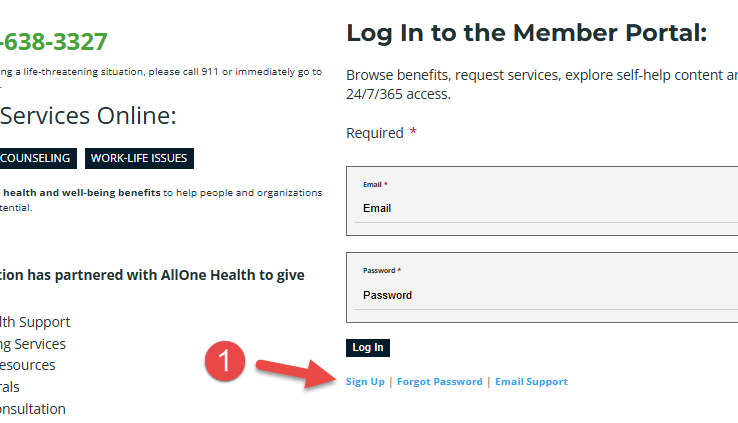 -638-3327
ng a life-threatening situation, please call 911 or immediately go to
.
Services Online:
COUNSELING WORK-LIFE ISSUES
health and well-being benefits to help people and organizations
tential.
tion has partnered with AllOne Health to give
lth Support
ng Services
esources
rals
onsultation
Log In to the Member Portal:
Browse benefits, request services, explore self-help content an
24/7/365 access.
Required *
Email *
Email
Password *
Password
Log In
1
Sign Up | Forgot Password | Email Support